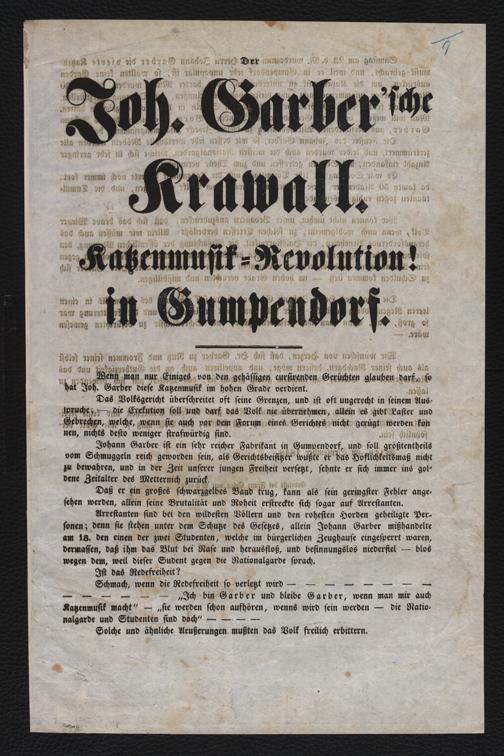 Der
Joh. Garber'sche
Krawall.
Katzenmusik-Revolution!
in Gumpendorf.
Wenn man nur Einiges von den gehässigen cursirenden Gerüchten glauben darf, so
hat Joh. Garber diese Katzenmusik im hohen Grade verdient.
Das Volksgericht überschreitet oft seine Grenzen, und ist oft ungerecht in seinem Aus-
spruche; — die Exekution soll und darf das Volk nie übernehmen, allein es gibt Laster und
Gebrechen, welche, wenn sie auch vor dem Forum eines Gerichtes nicht gerügt werden kön
nen, nichts desto weniger strafwürdig sind.
Johann Garber ist ein sehr reicher Fabrikant in Gumpendorf, und soll größtentheils
vom Schmuggeln reich geworden sein, als Gerichtsbeisitzer wußte er das Höflichkeitsmaß nicht
zu bewahren, und in der Zeit unserer jungen Freiheit versetzt, sehnte er sich immer ins gol-
dene Zeitalter des Metternich zurück.
Daß er ein großes schwarzgelbes Band trug, kann als sein geringster Fehler ange-
sehen werden, allein seine Brutalität und Roheit erstreckte sich sogar auf Arrestanten.
Arrestanten sind bei den wildesten Völlern und den rohesten Horden geheiligte Per-
sonen; denn sie stehen unter dem Schutze des Gesetzes, allein Johann Garber mißhandelte
am 18. den einen der zwei Studenten, welche im bürgerlichen Zeughause eingesperrt waren,
dermassen, daß ihm das Blut bei Nase und herausfloß, und besinnungslos niederfiel — blos
wegen dem, weil dieser Student gegen die Nationalgarde sprach.
Ist das Redefreiheit?
Schmach, wenn die Redefreiheit so verletzt wird — — — — — — — —
— — — — — — „Ich bin Garber und bleibe Garber, wenn man mir auch
Katzenmusik macht“ — „sie werden schon aufhören, wenns wird sein werden — die Natio-
nalgarde und Studenten sind doch“ — — — —
Solche und ähnliche Aeußerungen mußten das Volk freilich erbittern.